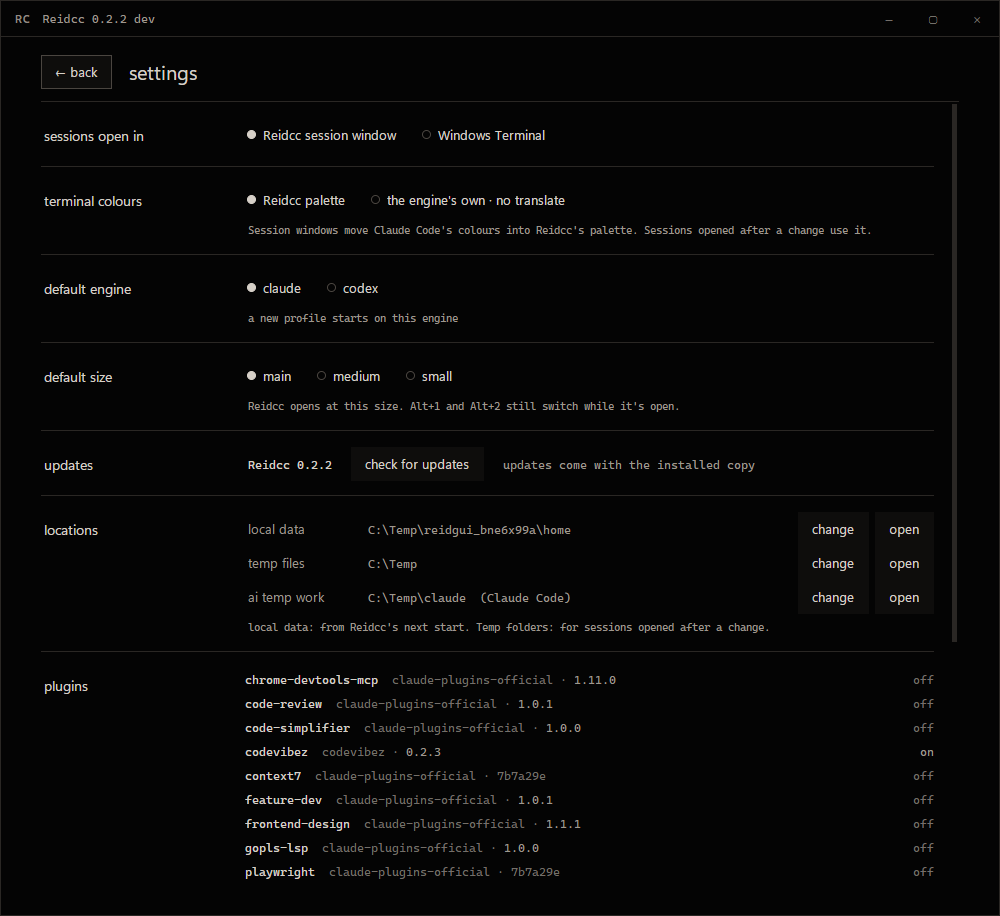 RC Reidcc 0.2.2 dev
← back settings
sessions open in Reidcc session window Windows Terminal
terminal colours Reidcc palette the engine's own · no translate
Session windows move Claude Code's colours into Reidcc's palette. Sessions opened after a change use it.
default engine claude codex
a new profile starts on this engine
default size main medium small
Reidcc opens at this size. Alt+1 and Alt+2 still switch while it's open.
updates Reidcc 0.2.2 check for updates updates come with the installed copy
locations local data C:\Temp\reidgui_bne6x99a\home change open
temp files C:\Temp change open
ai temp work C:\Temp\claude (Claude Code) change open
local data: from Reidcc's next start. Temp folders: for sessions opened after a change.
plugins chrome-devtools-mcp claude-plugins-official · 1.11.0 off
code-review claude-plugins-official · 1.0.1 off
code-simplifier claude-plugins-official · 1.0.0 off
codevibez codevibez · 0.2.3 on
context7 claude-plugins-official · 7b7a29e off
feature-dev claude-plugins-official · 1.0.1 off
frontend-design claude-plugins-official · 1.1.1 off
gopls-lsp claude-plugins-official · 1.0.0 off
playwright claude-plugins-official · 7b7a29e off